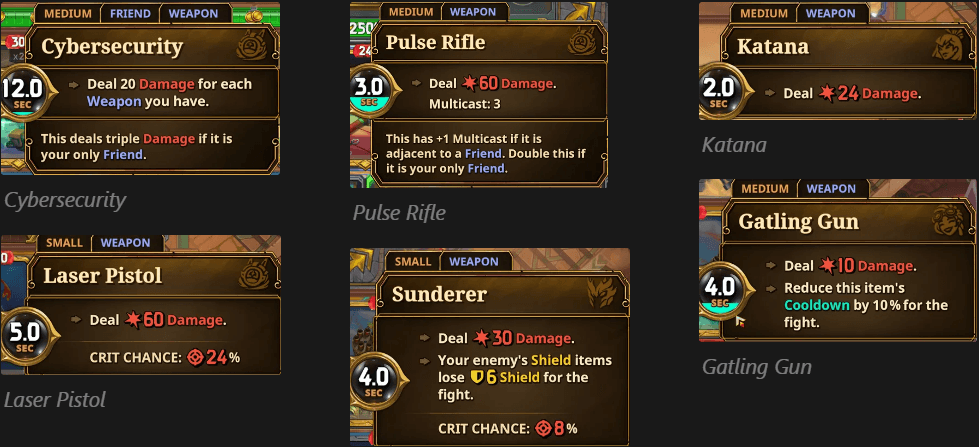 MEDIUM FRIEND WEAPON
30
x2
Cybersecurity
12.0
SEC
Deal 20 Damage for each
Weapon you have.
This deals triple Damage if it is
your only Friend.
Cybersecurity
SMALL WEAPON
0
Laser Pistol
5.0
SEC
Deal 60 Damage.
CRIT CHANCE: 24%
Laser Pistol
MEDIUM WEAPON
250
24
Pulse Rifle
3.0
SEC
Deal 60 Damage.
Multicast: 3
This has +1 Multicast if it is
adjacent to a Friend. Double this if
it is your only Friend.
Pulse Rifle
SMALL WEAPON
Sunderer
4.0
SEC
Deal 30 Damage.
Your enemy's Shield items
lose 6 Shield for the
fight.
CRIT CHANCE: 8%
MEDIUM WEAPON
Katana
2.0
SEC
Deal 24 Damage.
Katana
MEDIUM WEAPON
Gatling Gun
4.0
SEC
Deal 10 Damage.
Reduce this item's
Cooldown by 10% for the
fight.
Gatling Gun